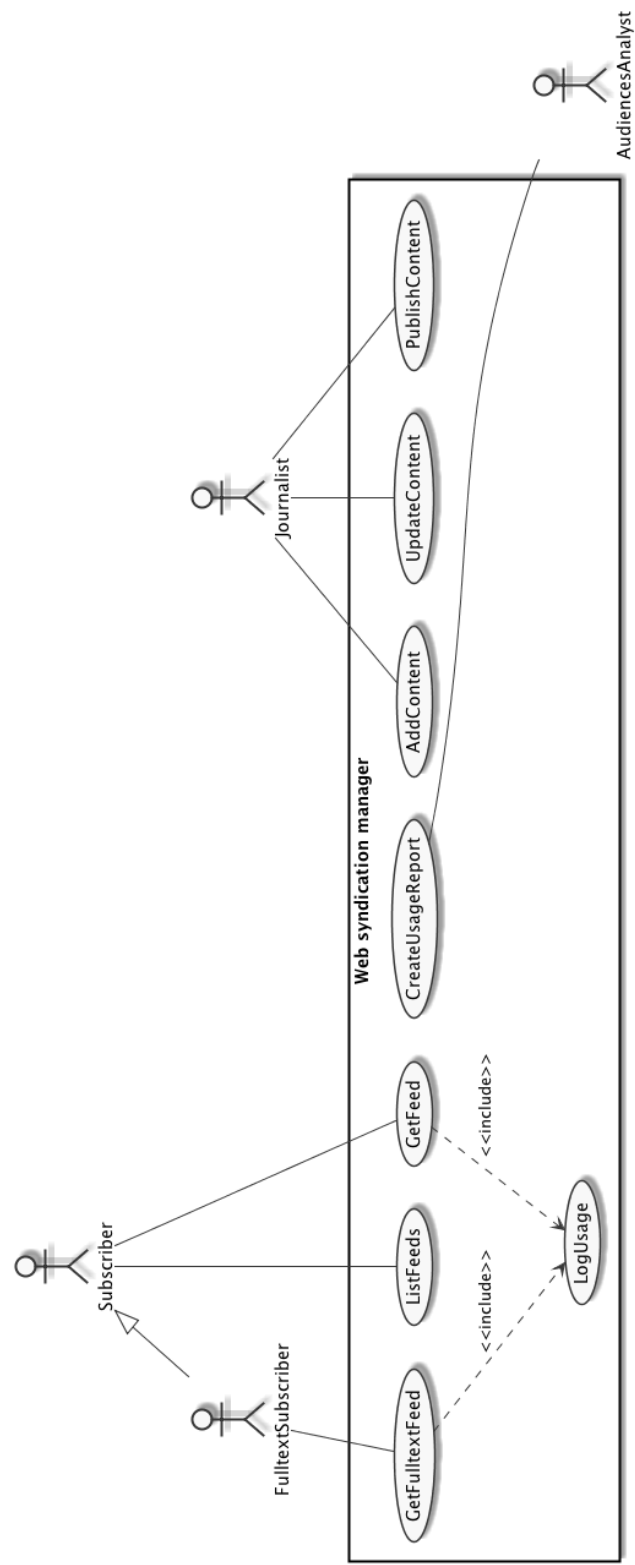 Subscriber
FulltextSubscriber
Journalist
Web syndication manager
GetFulltextFeed
ListFeeds
GetFeed
CreateUsageReport
AddContent
UpdateContent
PublishContent
<<include>>
<<include>>
LogUsage
AudiencesAnalyst